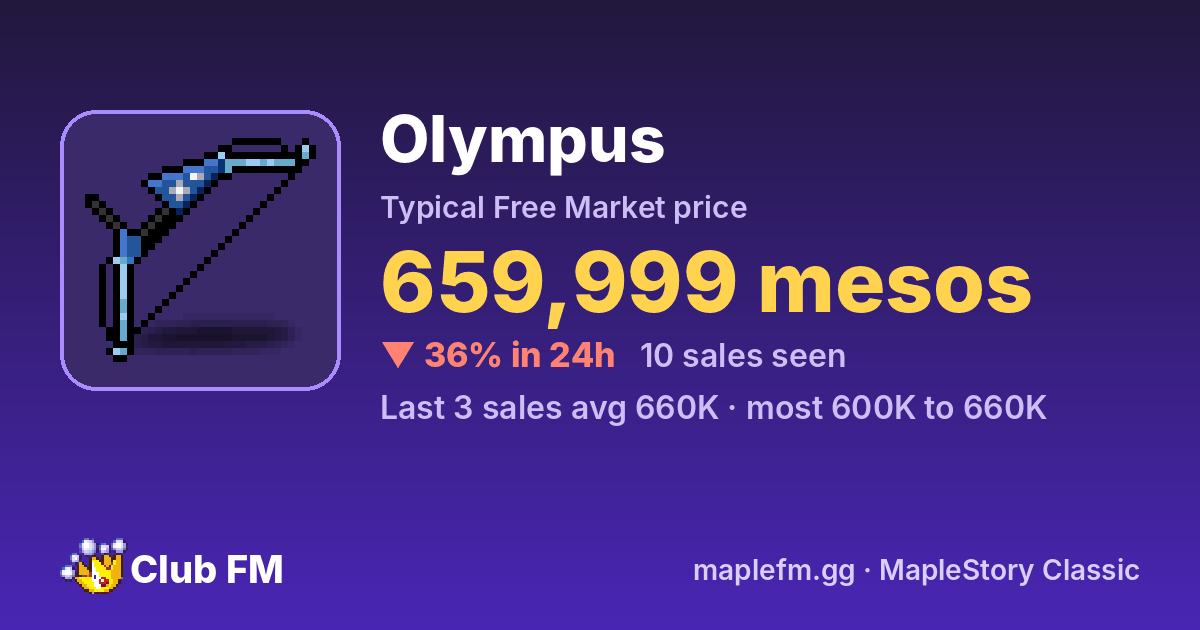 Olympus
Typical Free Market price
659,999 mesos
▼ 36% in 24h 10 sales seen
Last 3 sales avg 660K · most 600K to 660K
Club FM
maplefm.gg · MapleStory Classic